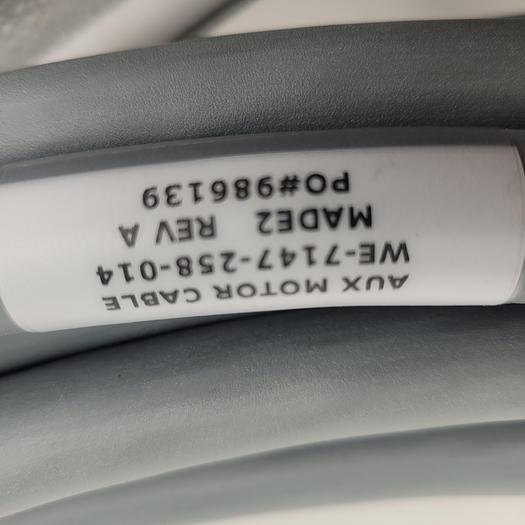 AUX MOTOR CABLE
WE-7147-258-014
MADE2 REV A
PO#986139